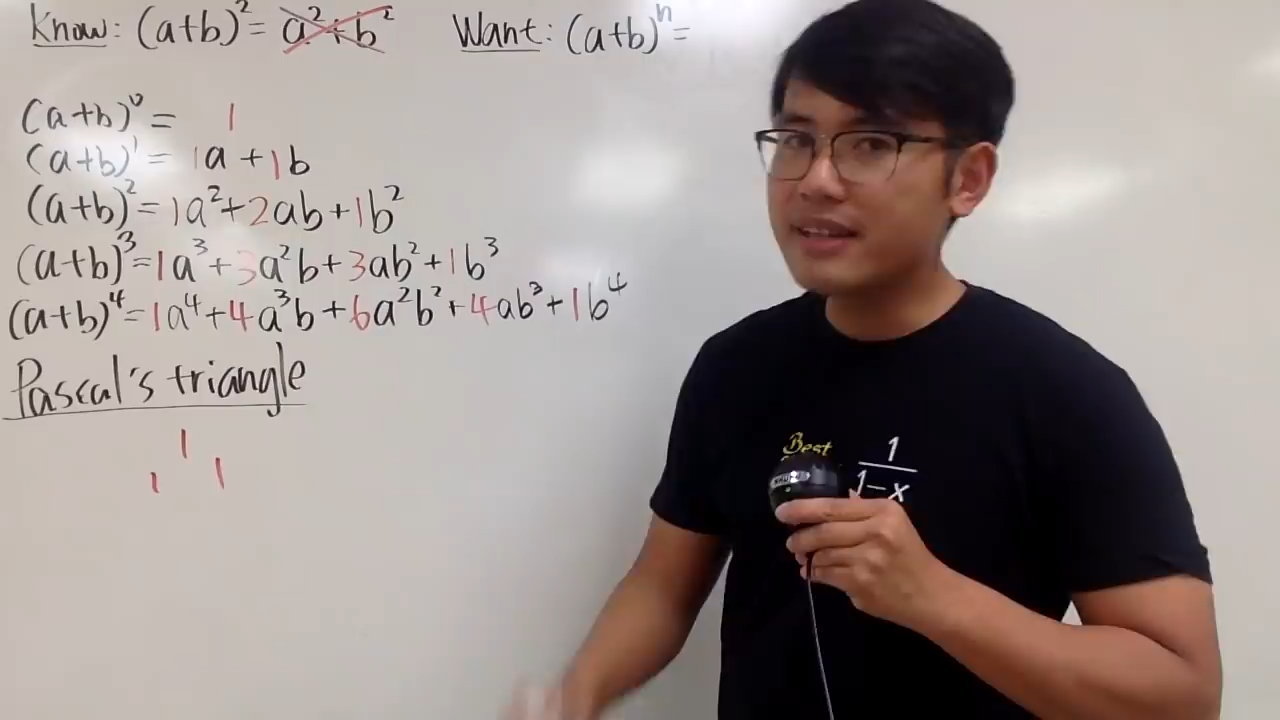 Know: (a+b)² = a²+b² Want: (a+b)ⁿ =
(a+b)⁰ = 1
(a+b)¹ = 1a + 1b
(a+b)² = 1a² + 2ab + 1b²
(a+b)³ = 1a³ + 3a²b + 3ab² + 1b³
(a+b)⁴ = 1a⁴ + 4a³b + 6a²b² + 4ab³ + 1b⁴
Pascal's triangle
1
1 1
Best
1
1-x